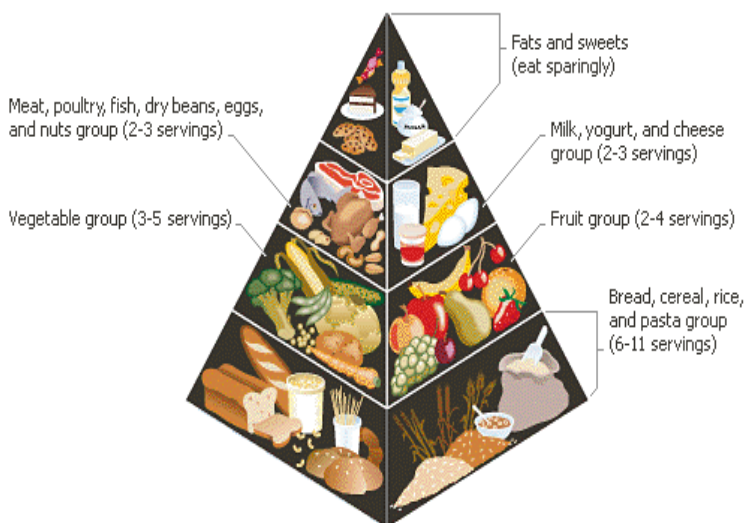 Fats and sweets
(eat sparingly)
Meat, poultry, fish, dry beans, eggs,
and nuts group (2-3 servings)
Milk, yogurt, and cheese
group (2-3 servings)
Vegetable group (3-5 servings)
Fruit group (2-4 servings)
Bread, cereal, rice,
and pasta group
(6-11 servings)